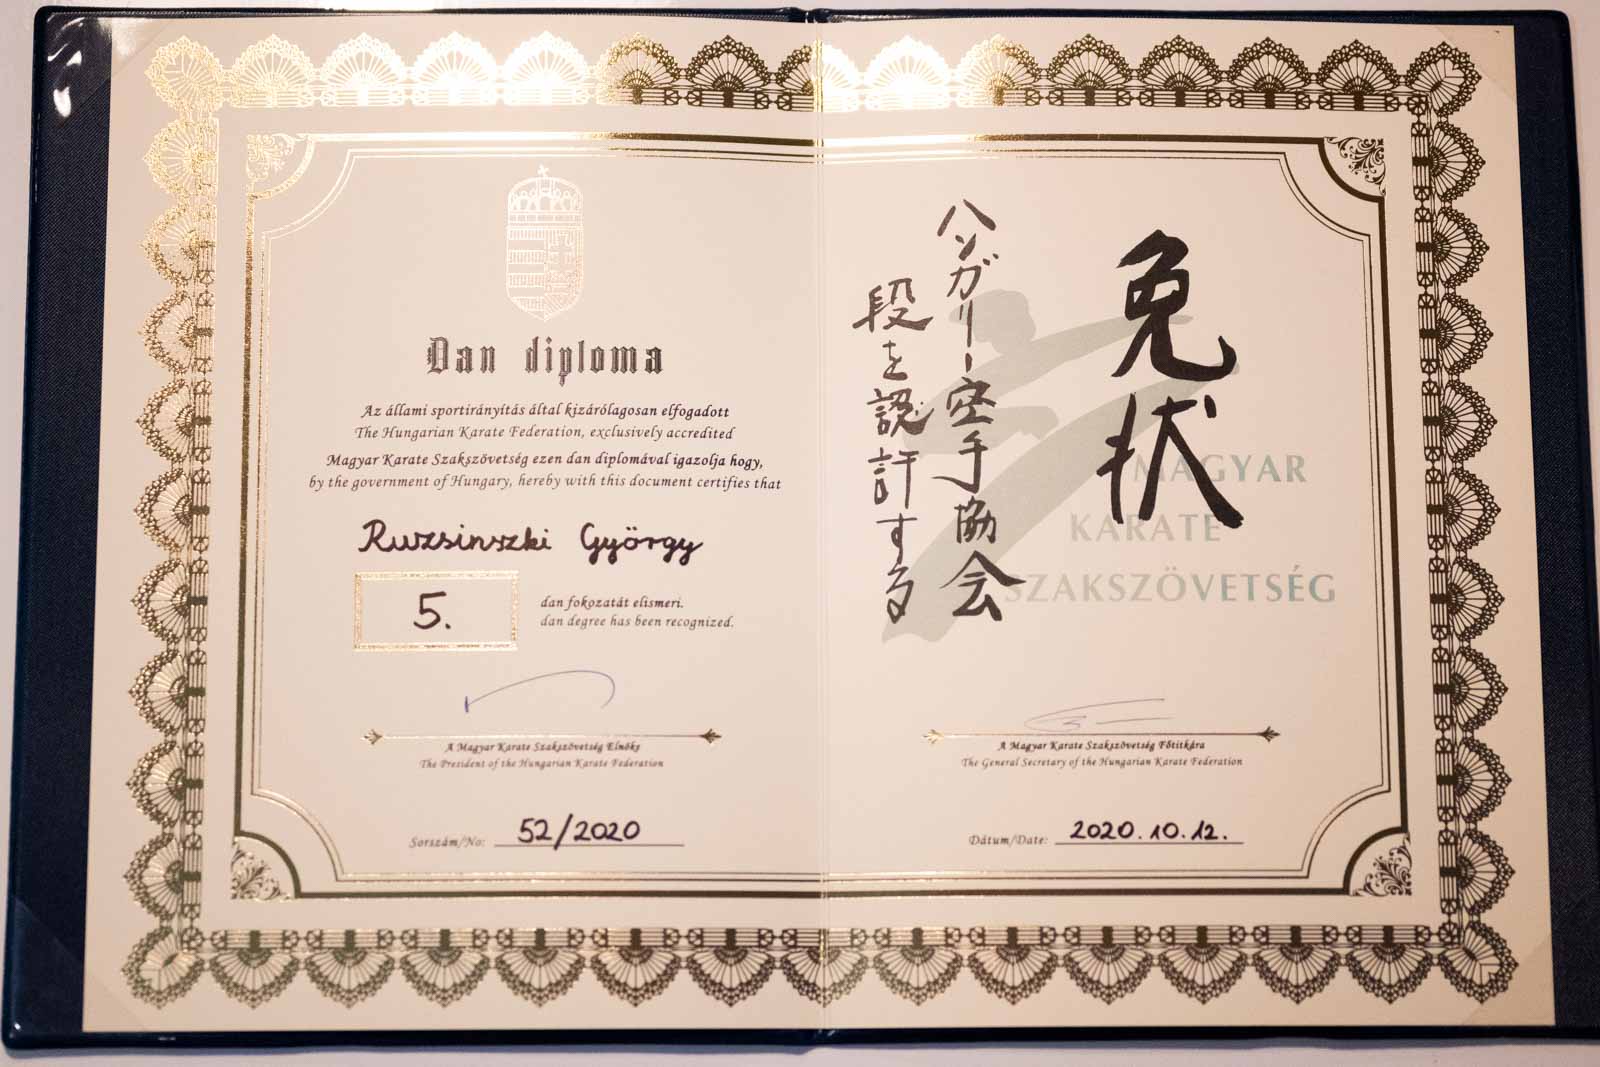 Dan diploma
Az állami sportirányítás által kizárólagosan elfogadott
The Hungarian Karate Federation, exclusively accredited
Magyar Karate Szakszövetség ezen dan diplomával igazolja hogy,
by the government of Hungary, hereby with this document certifies that
Ruzsinszki György
5.
dan fokozatát elismeri.
dan degree has been recognized.
A Magyar Karate Szakszövetség Elnöke
The President of the Hungarian Karate Federation
Sorszám/No: 52/2020
免状
ハンガリー空手協会
段を認許する
MAGYAR
KARATE
SZAKSZÖVETSÉG
A Magyar Karate Szakszövetség Főtitkára
The General Secretary of the Hungarian Karate Federation
Dátum/Date: 2020.10.12.